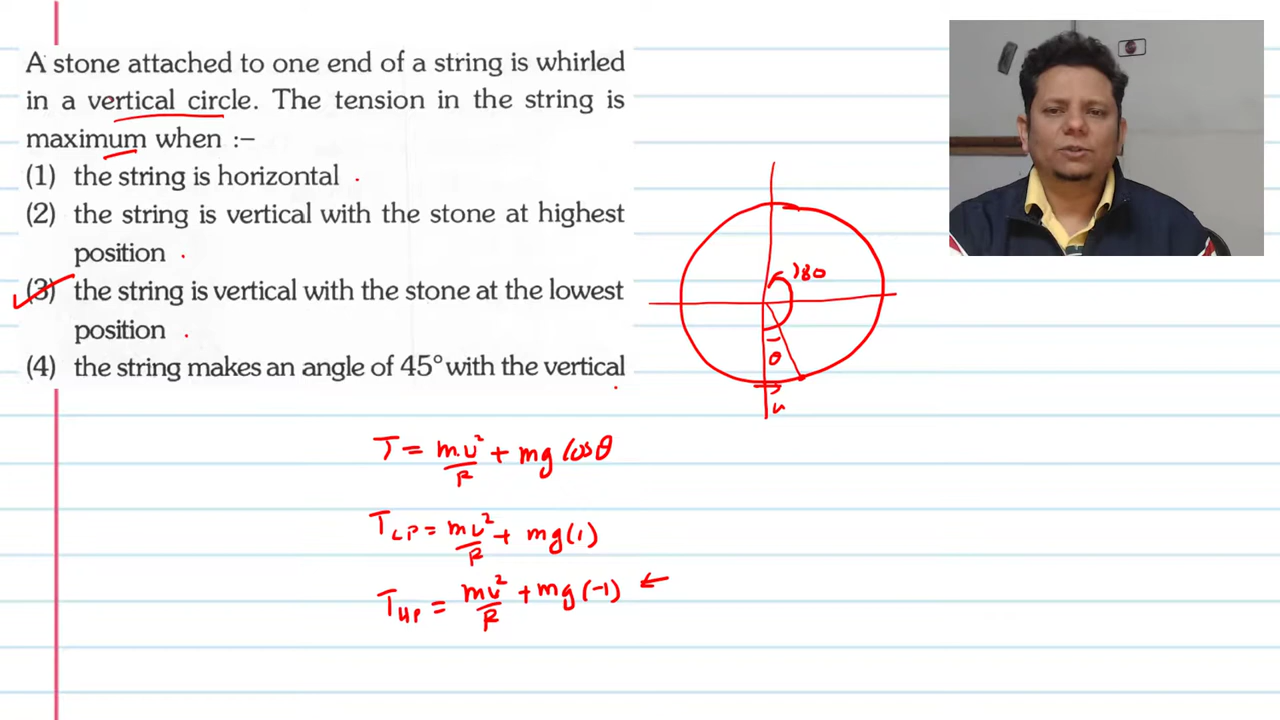 A stone attached to one end of a string is whirled
in a vertical circle. The tension in the string is
maximum when :–
(1) the string is horizontal
(2) the string is vertical with the stone at highest
position
(3) the string is vertical with the stone at the lowest
position
(4) the string makes an angle of 45° with the vertical
180
θ
u
T = mv²/R + mg cosθ
T_LP = mu²/R + mg(1)
T_HP = mv²/R + mg(-1) ←